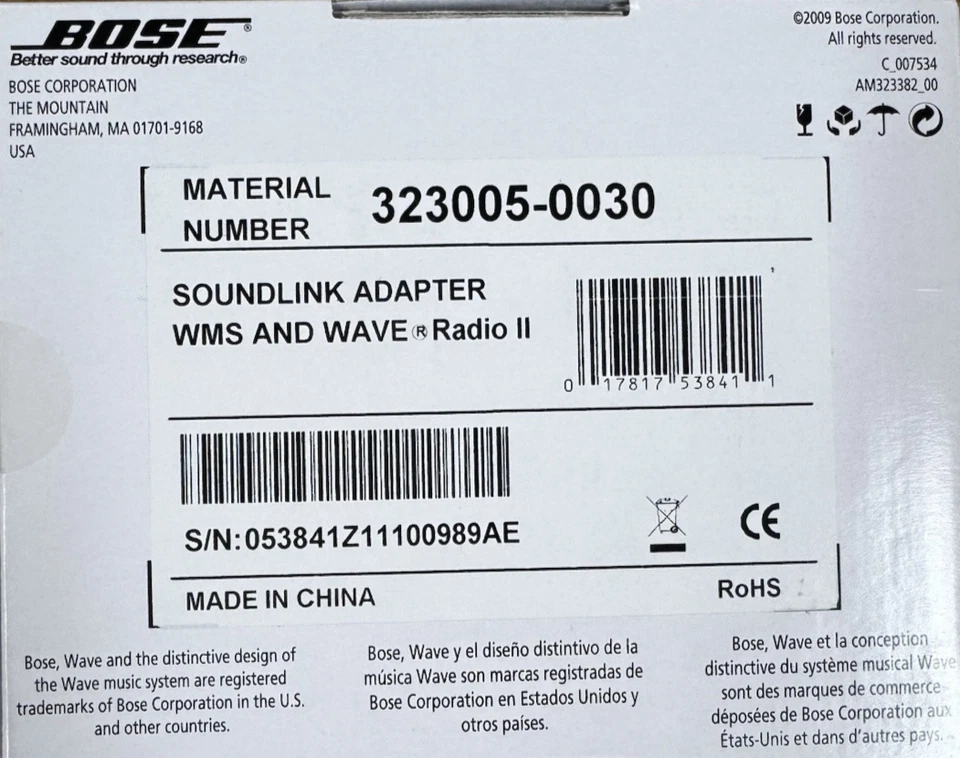 BOSE®
Better sound through research®
BOSE CORPORATION
THE MOUNTAIN
FRAMINGHAM, MA 01701-9168
USA
©2009 Bose Corporation.
All rights reserved.
C_007534
AM323382_00
MATERIAL
NUMBER
323005-0030
SOUNDLINK ADAPTER
WMS AND WAVE® Radio II
0 17817 53841 1
S/N:053841Z11100989AE
CE
MADE IN CHINA
RoHS
Bose, Wave and the distinctive design of
the Wave music system are registered
trademarks of Bose Corporation in the U.S.
and other countries.
Bose, Wave y el diseño distintivo de la
música Wave son marcas registradas de
Bose Corporation en Estados Unidos y
otros países.
Bose, Wave et la conception
distinctive du système musical Wave
sont des marques de commerce
déposées de Bose Corporation aux
États-Unis et dans d'autres pays.